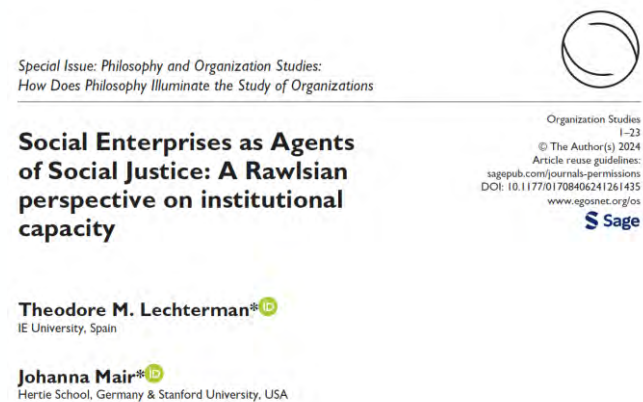 Special Issue: Philosophy and Organization Studies:
How Does Philosophy Illuminate the Study of Organizations
Organization Studies
1–23
© The Author(s) 2024
Article reuse guidelines:
sagepub.com/journals-permissions
DOI: 10.1177/01708406241261435
www.egosnet.org/os
S Sage
Social Enterprises as Agents
of Social Justice: A Rawlsian
perspective on institutional
capacity
Theodore M. Lechterman* iD
IE University, Spain
Johanna Mair* iD
Hertie School, Germany & Stanford University, USA